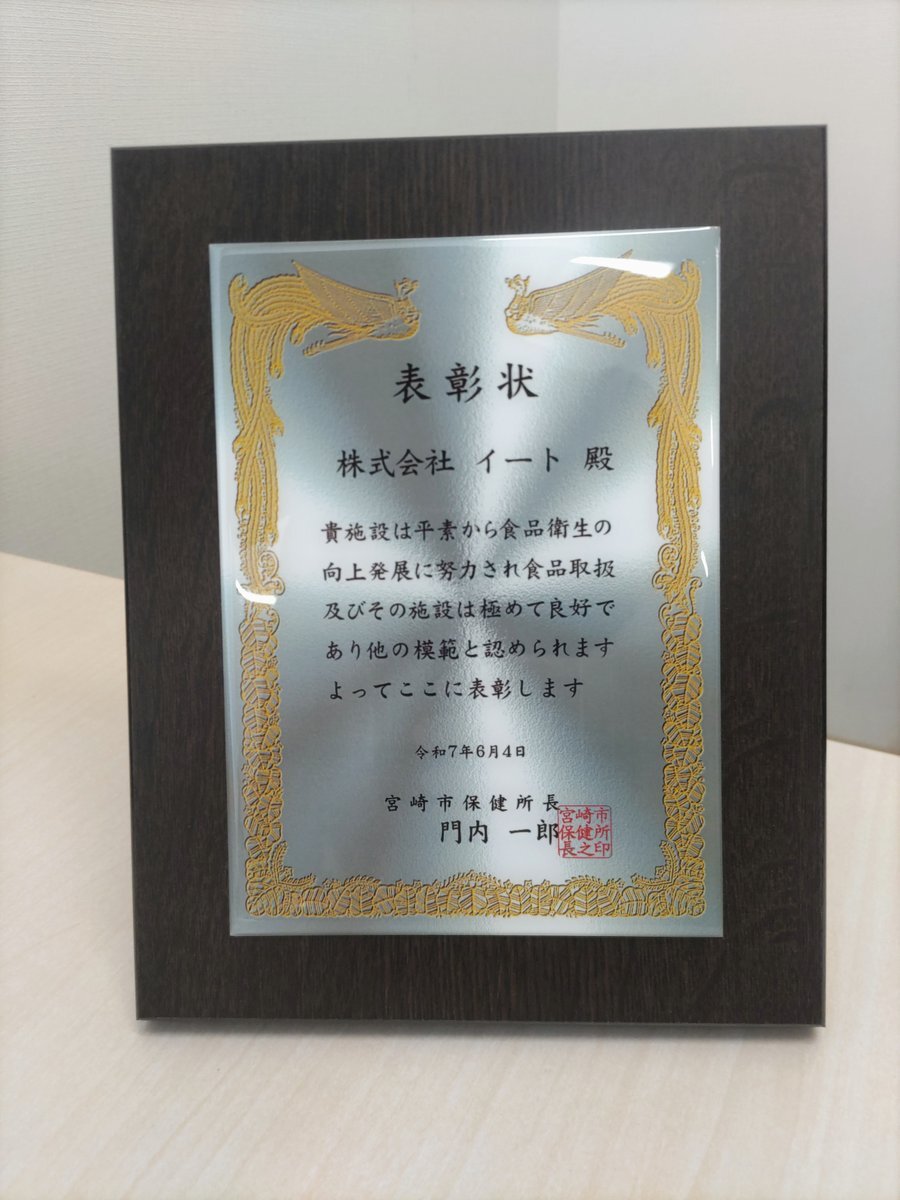 表彰状
株式会社 イート 殿
貴施設は平素から食品衛生の
向上発展に努力され食品取扱
及びその施設は極めて良好で
あり他の模範と認められます
よってここに表彰します
令和7年6月4日
宮崎市保健所長
門内 一郎
宮崎市
保健所
長之印